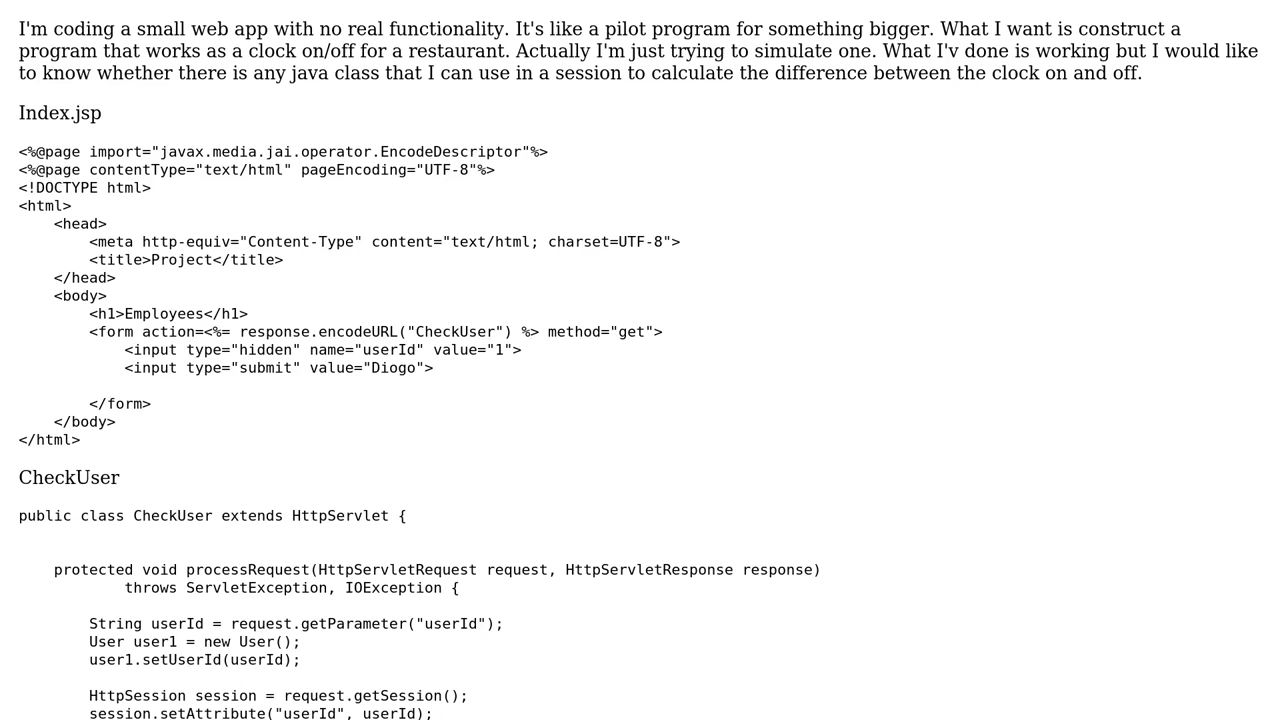 I'm coding a small web app with no real functionality. It's like a pilot program for something bigger. What I want is construct a
program that works as a clock on/off for a restaurant. Actually I'm just trying to simulate one. What I'v done is working but I would like
to know whether there is any java class that I can use in a session to calculate the difference between the clock on and off.
Index.jsp
<%@page import="javax.media.jai.operator.EncodeDescriptor"%>
<%@page contentType="text/html" pageEncoding="UTF-8"%>
<!DOCTYPE html>
<html>
    <head>
        <meta http-equiv="Content-Type" content="text/html; charset=UTF-8">
        <title>Project</title>
    </head>
    <body>
        <h1>Employees</h1>
        <form action=<%= response.encodeURL("CheckUser") %> method="get">
            <input type="hidden" name="userId" value="1">
            <input type="submit" value="Diogo">
        </form>
    </body>
</html>
CheckUser
public class CheckUser extends HttpServlet {
    protected void processRequest(HttpServletRequest request, HttpServletResponse response)
            throws ServletException, IOException {
        String userId = request.getParameter("userId");
        User user1 = new User();
        user1.setUserId(userId);
        HttpSession session = request.getSession();
        session.setAttribute("userId", userId);